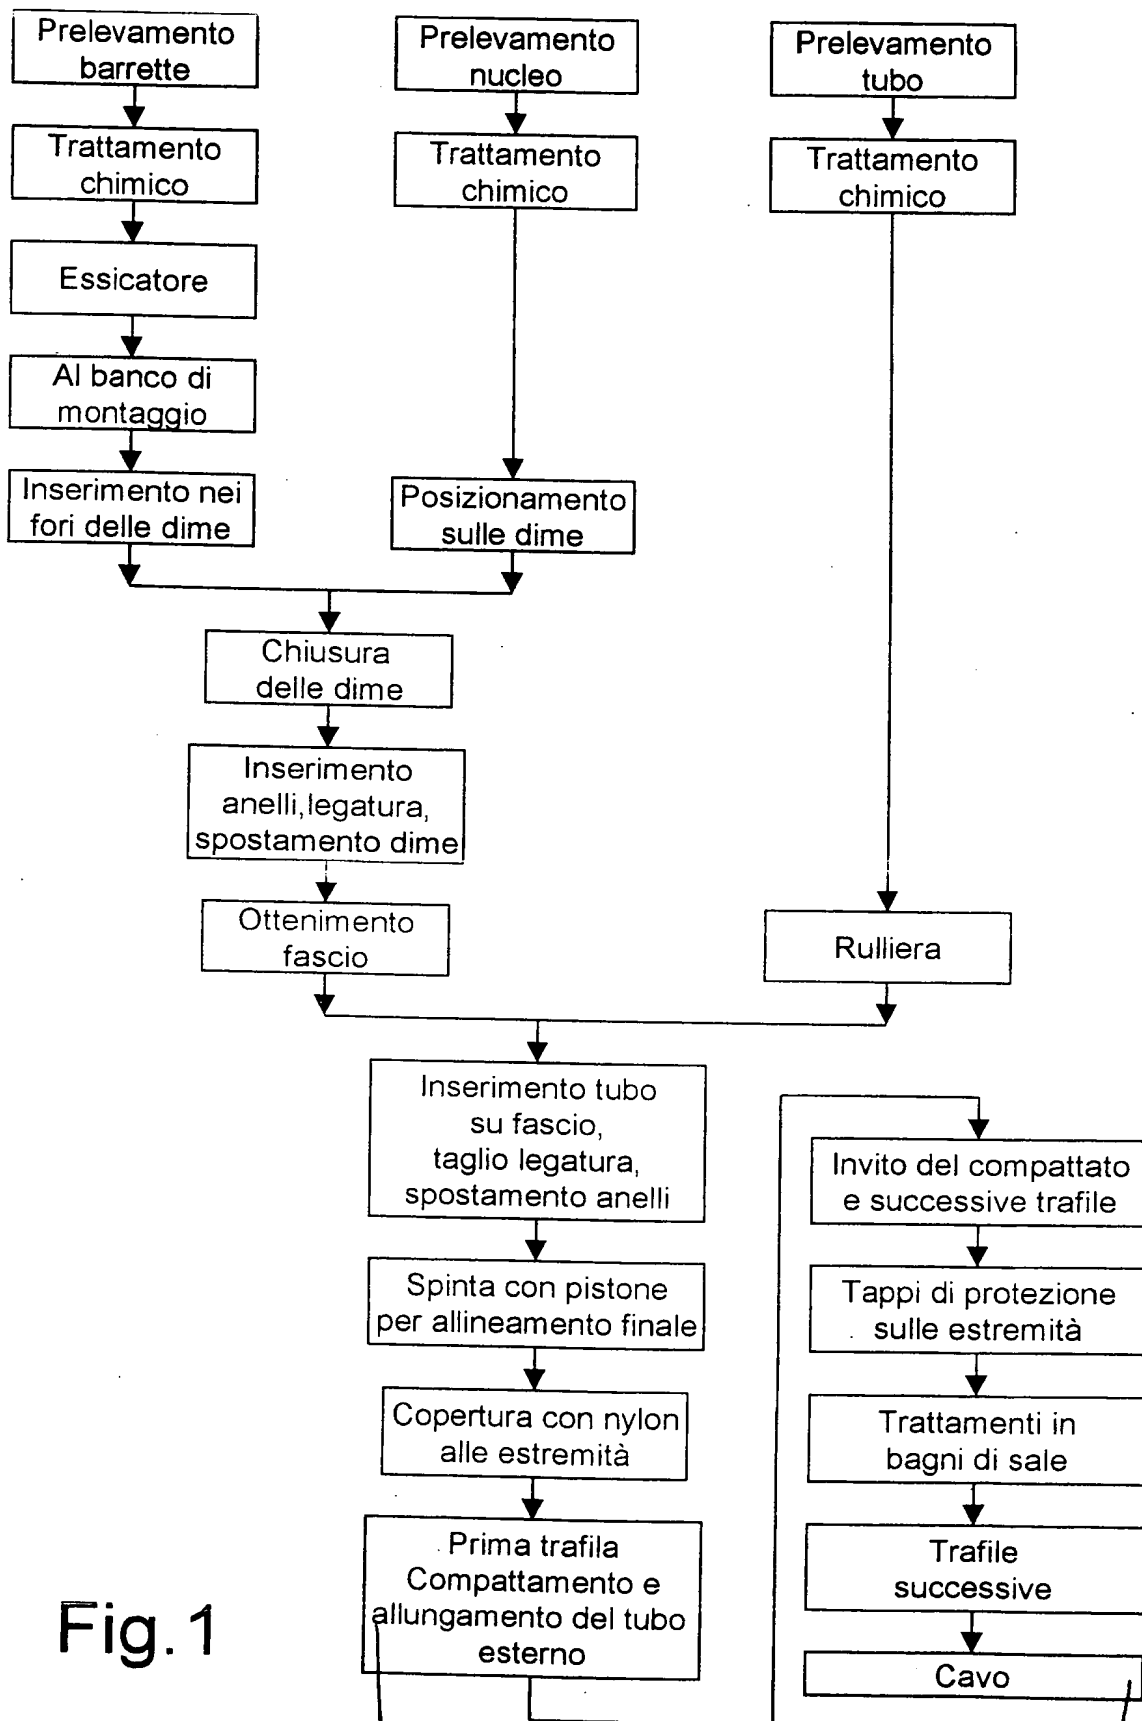 Prelevamento
barrette
Trattamento
chimico
Essicatore
Al banco di
montaggio
Inserimento nei
fori delle dime
Prelevamento
nucleo
Trattamento
chimico
Posizionamento
sulle dime
Prelevamento
tubo
Trattamento
chimico
Chiusura
delle dime
Inserimento
anelli,legatura,
spostamento dime
Ottenimento
fascio
Rulliera
Inserimento tubo
su fascio,
taglio legatura,
spostamento anelli
Spinta con pistone
per allineamento finale
Copertura con nylon
alle estremità
Prima trafila
Compattamento e
allungamento del tubo
esterno
Invito del compattato
e successive trafile
Tappi di protezione
sulle estremità
Trattamenti in
bagni di sale
Trafile
successive
Cavo
Fig.1